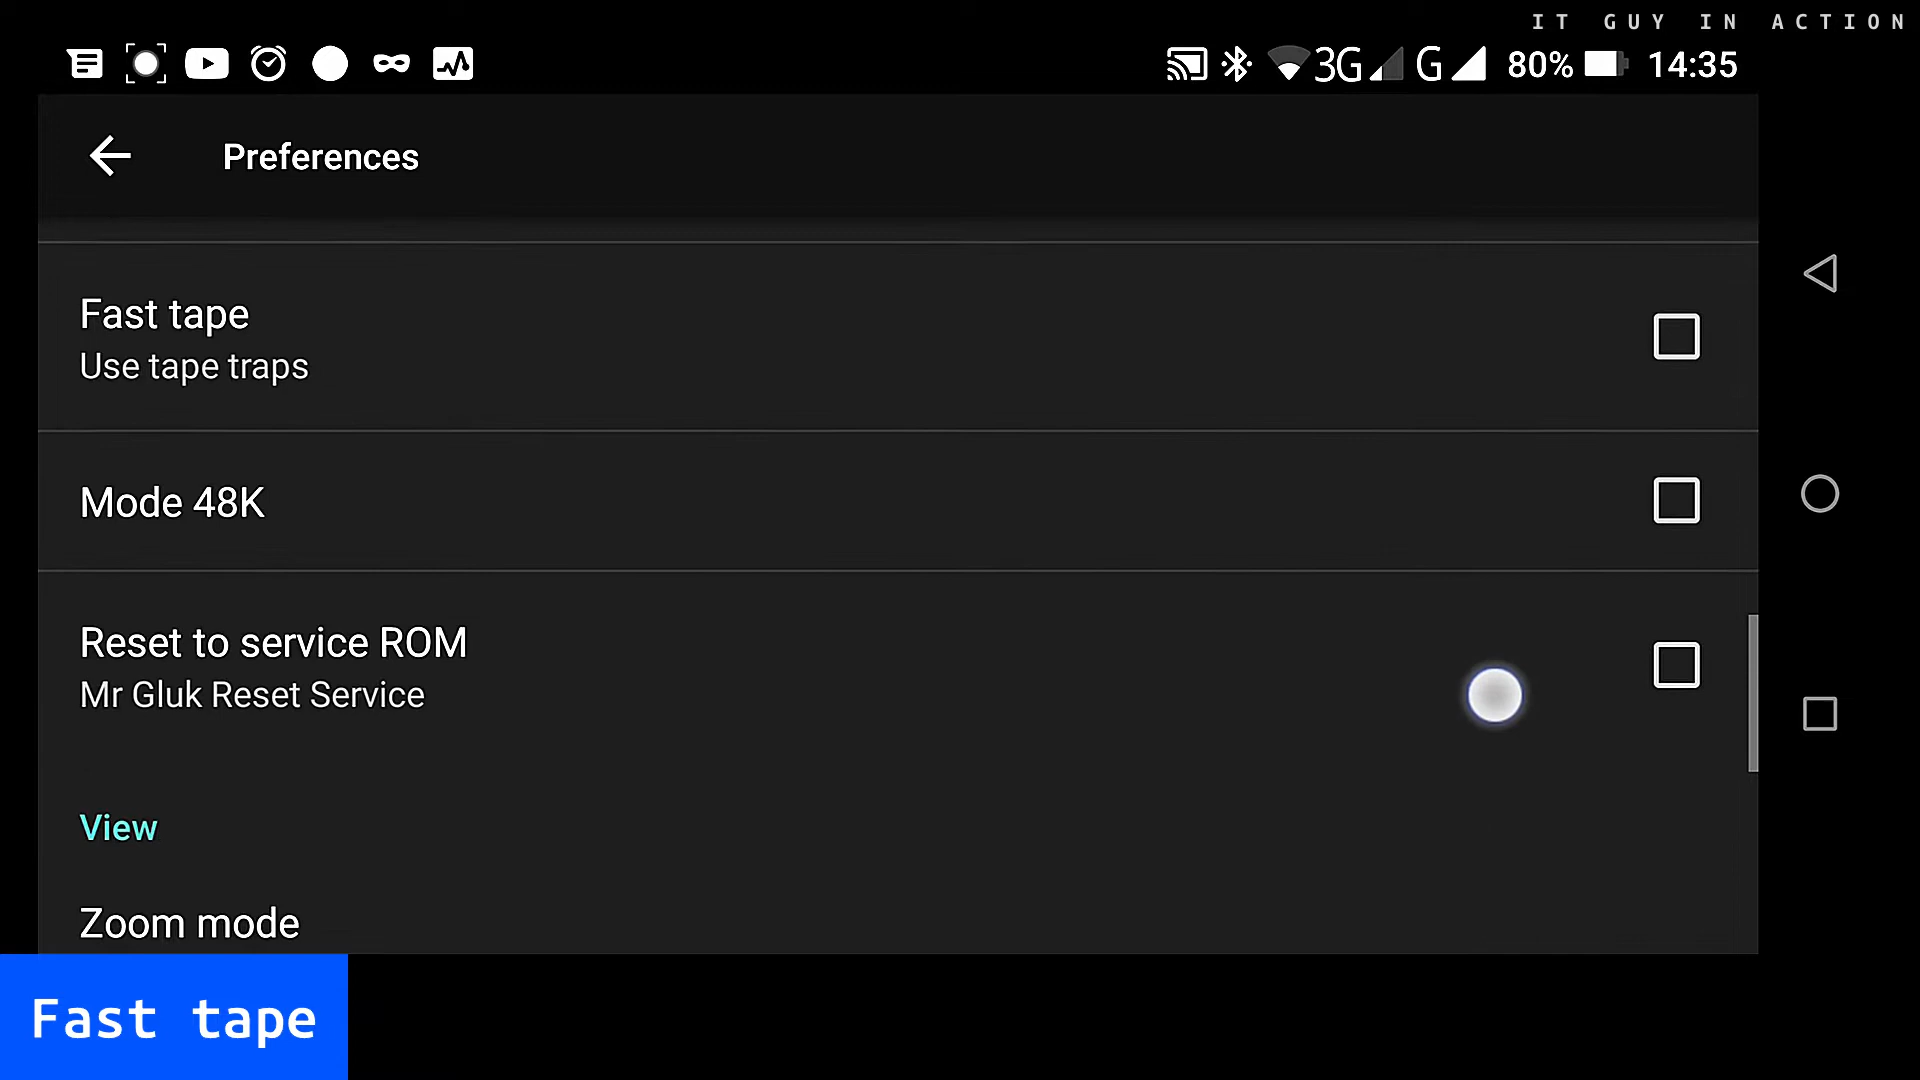 IT GUY IN ACTION
3G G 80% 14:35
Preferences
Fast tape
Use tape traps
Mode 48K
Reset to service ROM
Mr Gluk Reset Service
View
Zoom mode
Fast tape